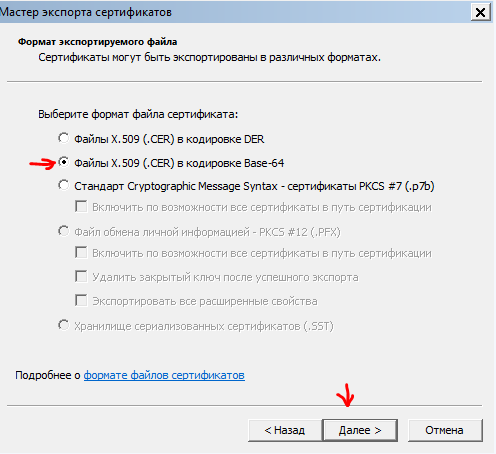 Мастер экспорта сертификатов
Формат экспортируемого файла
Сертификаты могут быть экспортированы в различных форматах.
Выберите формат файла сертификата:
Файлы X.509 (.CER) в кодировке DER
Файлы X.509 (.CER) в кодировке Base-64
Стандарт Cryptographic Message Syntax - сертификаты PKCS #7 (.p7b)
Включить по возможности все сертификаты в путь сертификации
Файл обмена личной информацией - PKCS #12 (.PFX)
Включить по возможности все сертификаты в путь сертификации
Удалить закрытый ключ после успешного экспорта
Экспортировать все расширенные свойства
Хранилище сериализованных сертификатов (.SST)
Подробнее о формате файлов сертификатов
< Назад
Далее >
Отмена